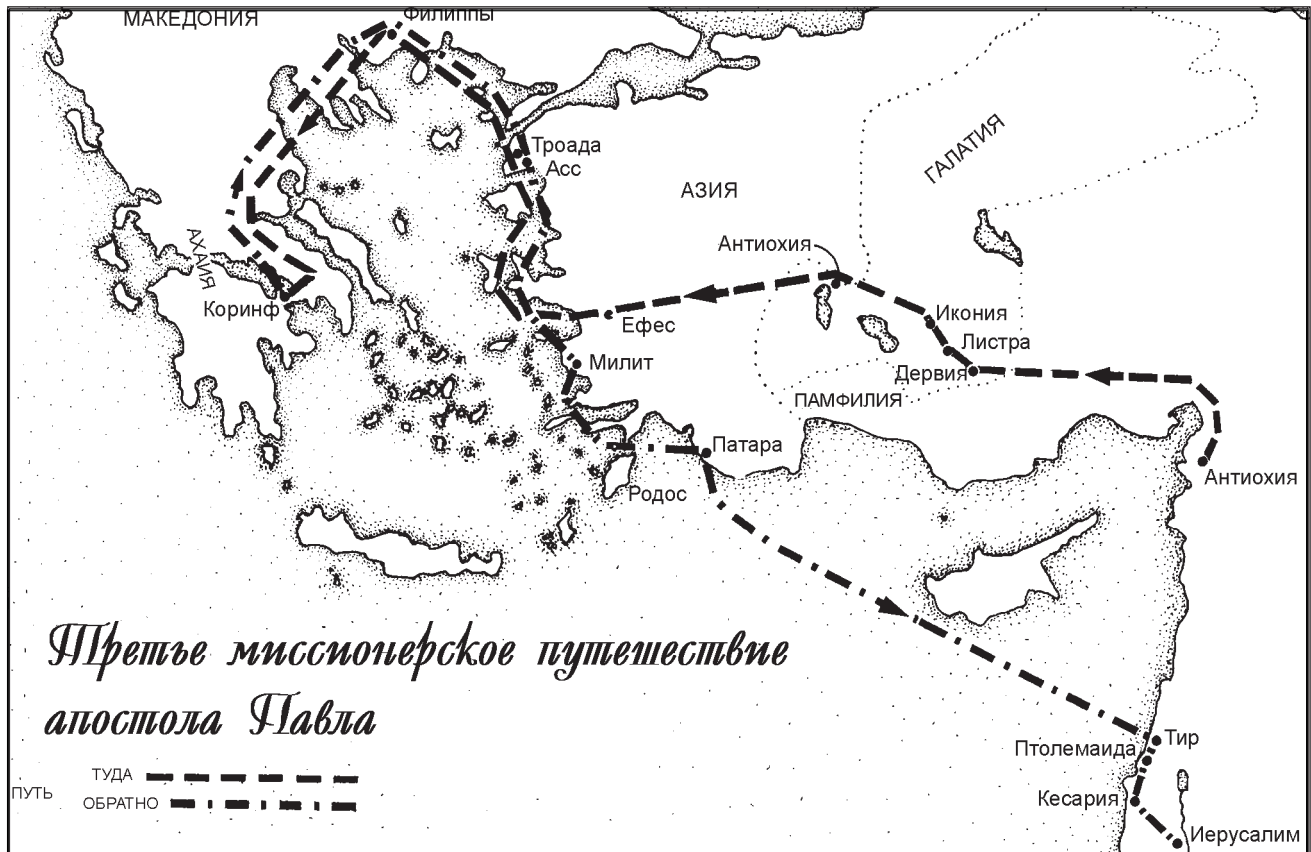 МАКЕДОНИЯ
ФИЛИППЫ
Троада
Асс
ГАЛАТИЯ
АЗИЯ
Антиохия
АХАИЯ
Коринф
Ефес
Икония
Листра
Милит
Дервия
ПАМФИЛИЯ
Патара
Родос
Антиохия
Третье миссионерское путешествие
апостола Павла
Тир
Птолемаида
ТУДА
ПУТЬ
ОБРАТНО
Кесария
Иерусалим